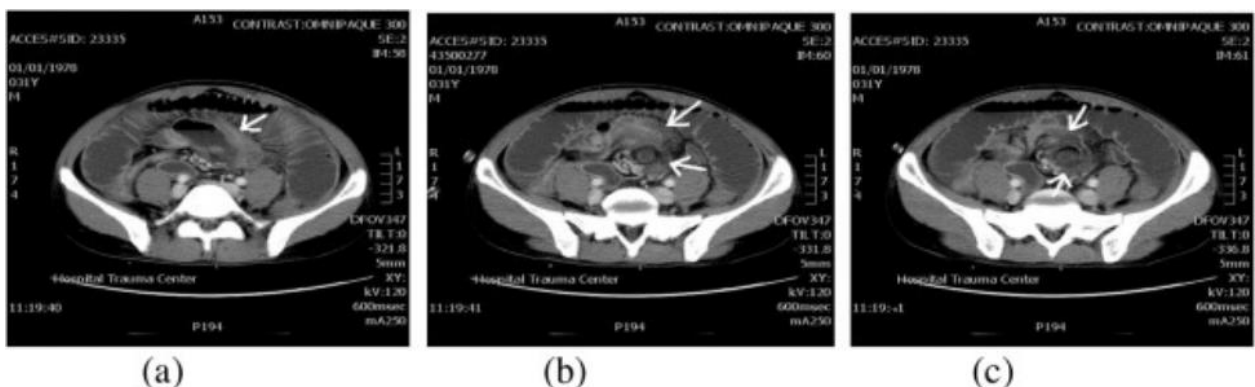 A153
CONTRAST:OMNIPAQUE 300
ACCES#SID: 23335
SE:2
IM:58
01/01/1978
031Y
M
R
L
1
1
7
7
4
3
DFOV347
TILT:0
-321.8
5mm
Hospital Trauma Center
XY:
kV:120
11:19:40
600msec
mA250
P194
(a)
A153
CONTRAST:OMNIPAQUE 300
ACCES#SID: 23335
SE:2
43500277
IM:60
01/01/1978
031Y
M
R
L
1
1
7
7
3
DFOV347
TILT:0
-331.8
5mm
Hospital Trauma Center
XY:
kV:120
11:19:41
600msec
mA250
P194
(b)
A153
CONTRAST:OMNIPAQUE 300
ACCES#SID: 23335
SE:2
IM:61
01/01/1978
031Y
M
R
L
1
1
7
7
4
3
DFOV347
TILT:0
-336.8
5mm
Hospital Trauma Center
XY:
kV:120
600msec
mA250
P194
(c)